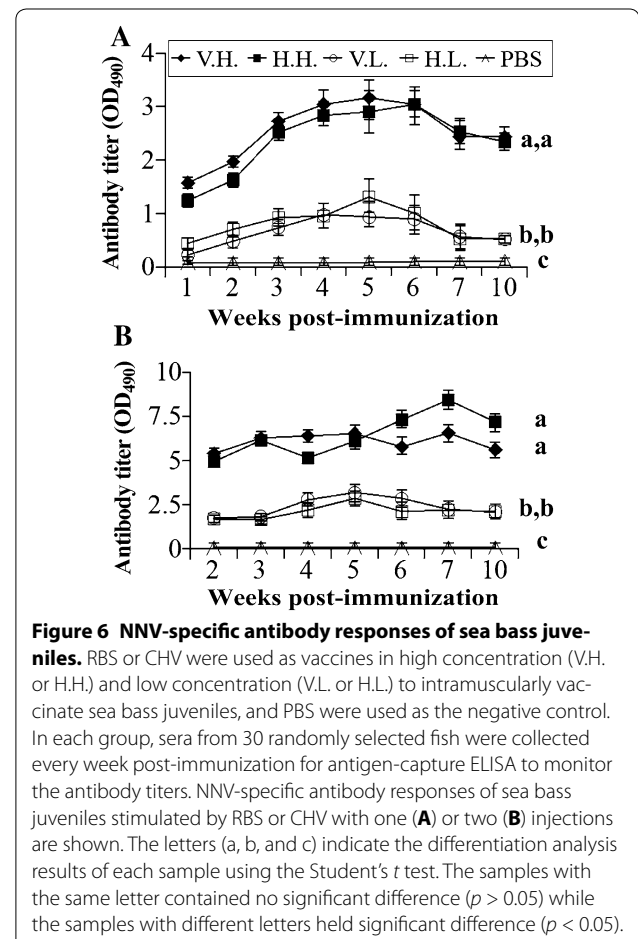 A
V.H. H.H. V.L. H.L. PBS
Antibody titer (OD490)
4
3
2
1
0
a,a
b,b
c
1 2 3 4 5 6 7 10
Weeks post-immunization
B
Antibody titer (OD490)
10
7.5
5
2.5
0
a
a
b,b
c
2 3 4 5 6 7 10
Weeks post-immunization
Figure 6 NNV-specific antibody responses of sea bass juve-
niles. RBS or CHV were used as vaccines in high concentration (V.H.
or H.H.) and low concentration (V.L. or H.L.) to intramuscularly vac-
cinate sea bass juveniles, and PBS were used as the negative control.
In each group, sera from 30 randomly selected fish were collected
every week post-immunization for antigen-capture ELISA to monitor
the antibody titers. NNV-specific antibody responses of sea bass
juveniles stimulated by RBS or CHV with one (A) or two (B) injections
are shown. The letters (a, b, and c) indicate the differentiation analysis
results of each sample using the Student's t test. The samples with
the same letter contained no significant difference (p > 0.05) while
the samples with different letters held significant difference (p < 0.05).